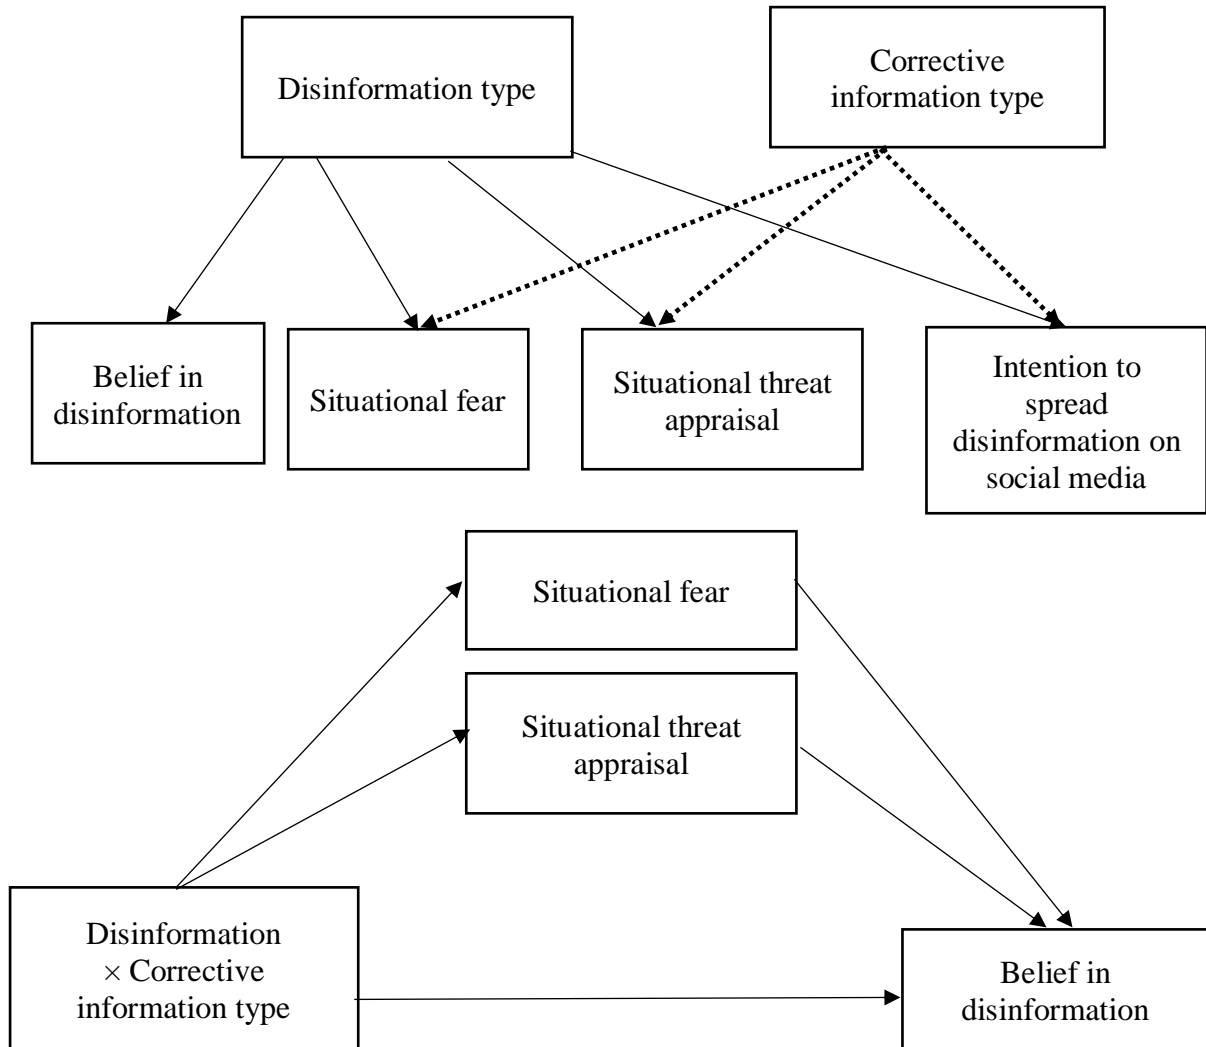 Disinformation type
Corrective
information type
Belief in
disinformation
Situational fear
Situational threat
appraisal
Intention to
spread
disinformation on
social media
Situational fear
Situational threat
appraisal
Disinformation
× Corrective
information type
Belief in
disinformation